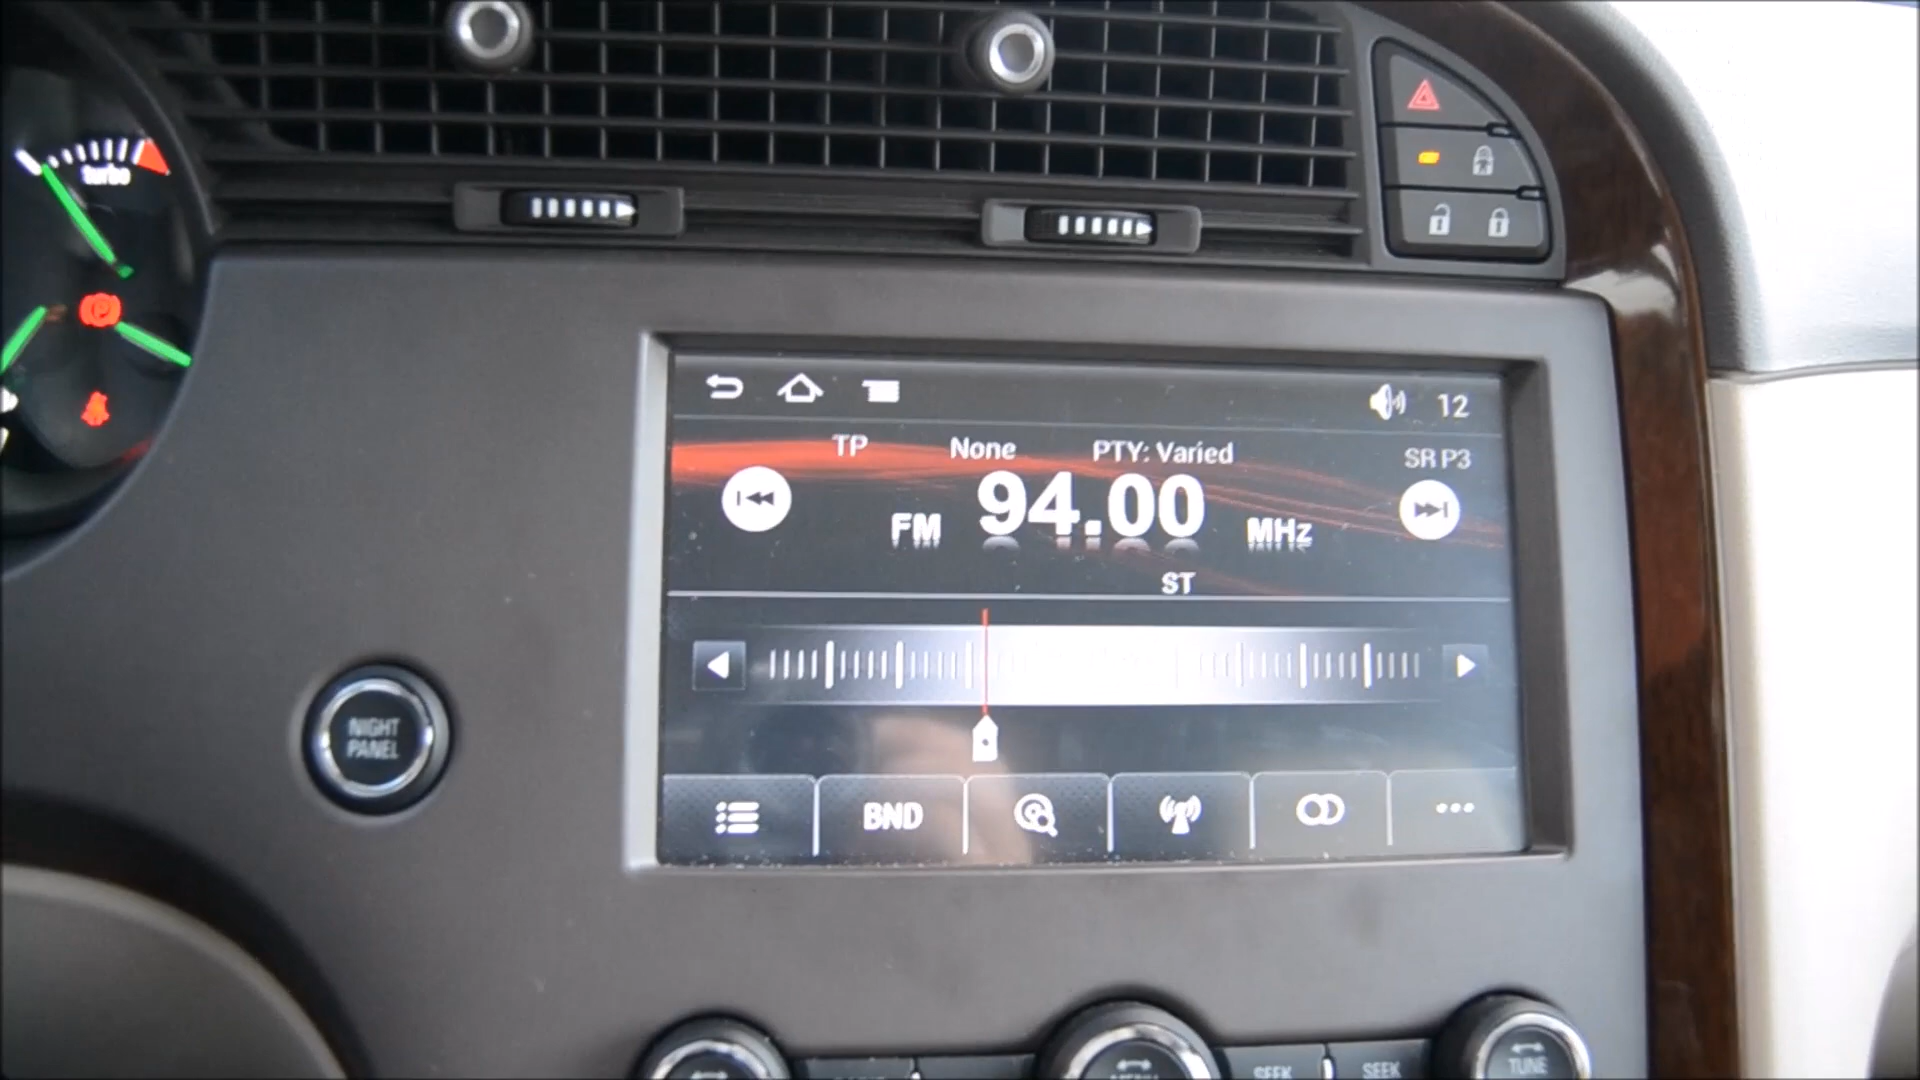 turbo
P
12
TP None PTY: Varied SR P3
FM 94.00 MHz
ST
NIGHT
PANEL
BND
MENU
SEEK
SEEK
TUNE